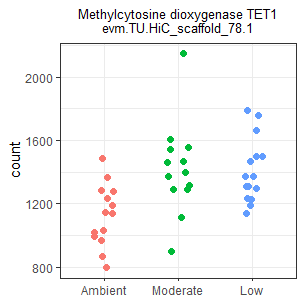 Methylcytosine dioxygenase TET1
evm.TU.HiC_scaffold_78.1
count
2000
1600
1200
800
Ambient Moderate Low